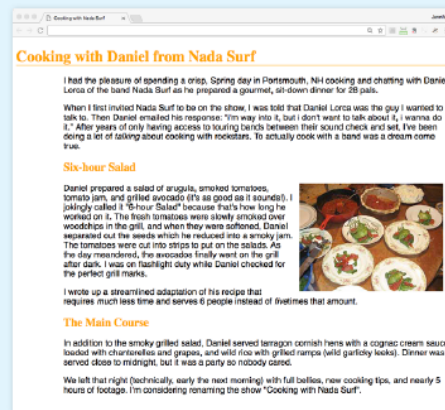 Cooking with Nada Surf
Cooking with Daniel from Nada Surf
I had the pleasure of spending a crisp, Spring day in Portsmouth, NH cooking and chatting with Danie
Lorca of the band Nada Surf as he prepared a gourmet, sit-down dinner for 28 pals.
When I first invited Nada Surf to be on the show, I was told that Daniel Lorca was the guy I wanted to
talk to. Then Daniel emailed his response: "i'm way into it, but i don't want to talk about it, i wanna do
it." After years of only having access to touring bands between their sound check and set, I've been
doing a lot of talking about cooking with rockstars. To actually cook with a band was a dream come
true.
Six-hour Salad
Daniel prepared a salad of arugula, smoked tomatoes,
tomato jam, and grilled avocado (it's as good as it sounds!). I
jokingly called it "6-hour Salad" because that's how long he
worked on it. The fresh tomatoes were slowly smoked over
woodchips in the grill, and when they were softened, Daniel
separated out the seeds which he reduced into a smoky jam.
The tomatoes were cut into strips to put on the salads. As
the day meandered, the avocados finally went on the grill
after dark. I was on flashlight duty while Daniel checked for
the perfect grill marks.
I wrote up a streamlined adaptation of his recipe that
requires much less time and serves 6 people instead of fivetimes that amount.
The Main Course
In addition to the smoky grilled salad, Daniel served tarragon cornish hens with a cognac cream sauc
loaded with chanterelles and grapes, and wild rice with grilled ramps (wild garlicky leeks). Dinner was
served close to midnight, but it was a party so nobody cared.
We left that night (technically, early the next morning) with full bellies, new cooking tips, and nearly 5
hours of footage. I'm considering renaming the show "Cooking with Nada Surf".